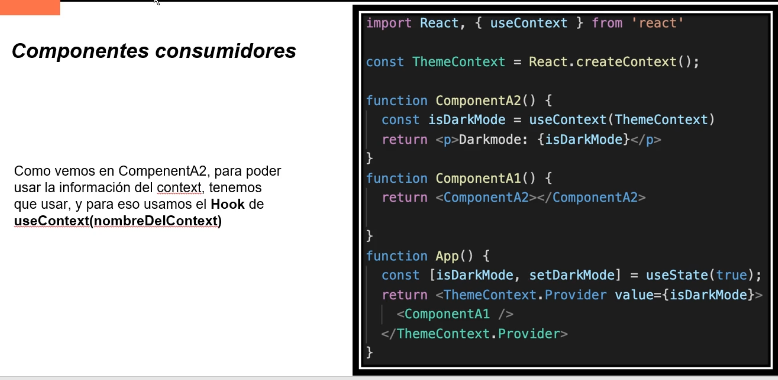 Componentes consumidores
Como vemos en CompenentA2, para poder
usar la información del context, tenemos
que usar, y para eso usamos el Hook de
useContext(nombreDelContext)
import React, { useContext } from 'react'
const ThemeContext = React.createContext();
function ComponentA2() {
const isDarkMode = useContext(ThemeContext)
return <p>Darkmode: {isDarkMode}</p>
}
function ComponentA1() {
return <ComponentA2></ComponentA2>
}
function App() {
const [isDarkMode, setDarkMode] = useState(true);
return <ThemeContext.Provider value={isDarkMode}>
<ComponentA1 />
</ThemeContext.Provider>
}